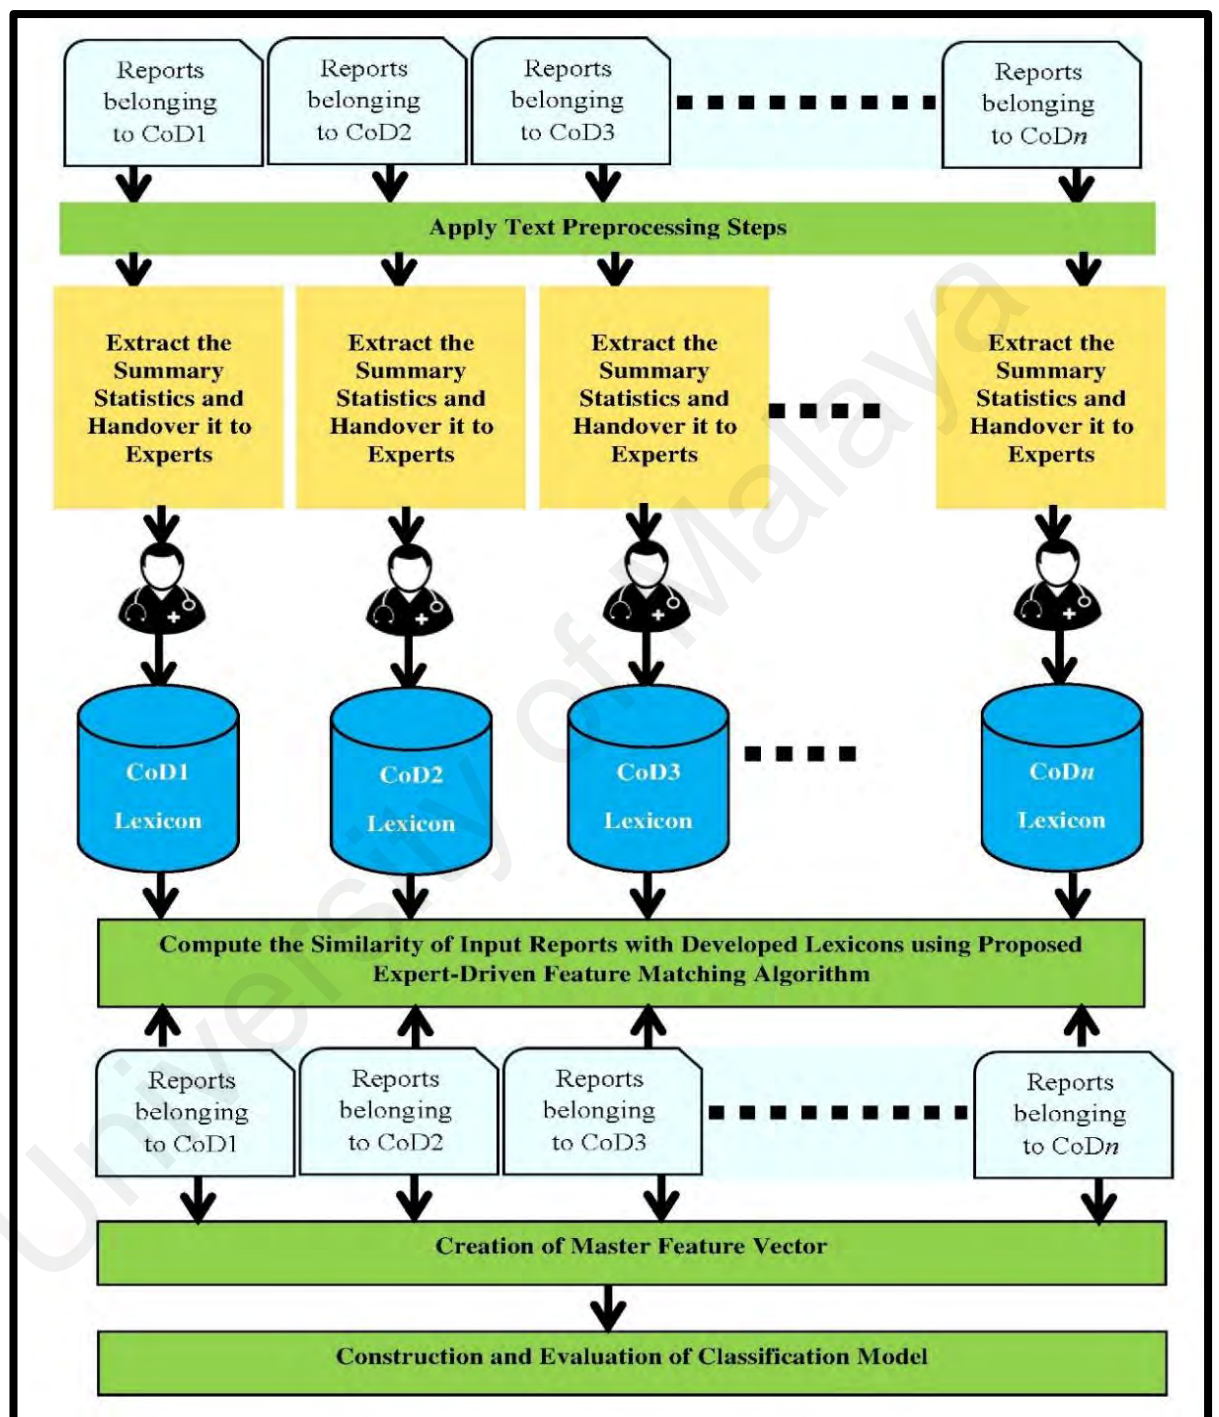 Reports
belonging
to CoD1
Reports
belonging
to CoD2
Reports
belonging
to CoD3
Reports
belonging
to CoDn
Apply Text Preprocessing Steps
Extract the
Summary
Statistics and
Handover it to
Experts
Extract the
Summary
Statistics and
Handover it to
Experts
Extract the
Summary
Statistics and
Handover it to
Experts
Extract the
Summary
Statistics and
Handover it to
Experts
CoD1
Lexicon
CoD2
Lexicon
CoD3
Lexicon
CoDn
Lexicon
Compute the Similarity of Input Reports with Developed Lexicons using Proposed
Expert-Driven Feature Matching Algorithm
Reports
belonging
to CoD1
Reports
belonging
to CoD2
Reports
belonging
to CoD3
Reports
belonging
to CoDn
Creation of Master Feature Vector
Construction and Evaluation of Classification Model
University of Malaya